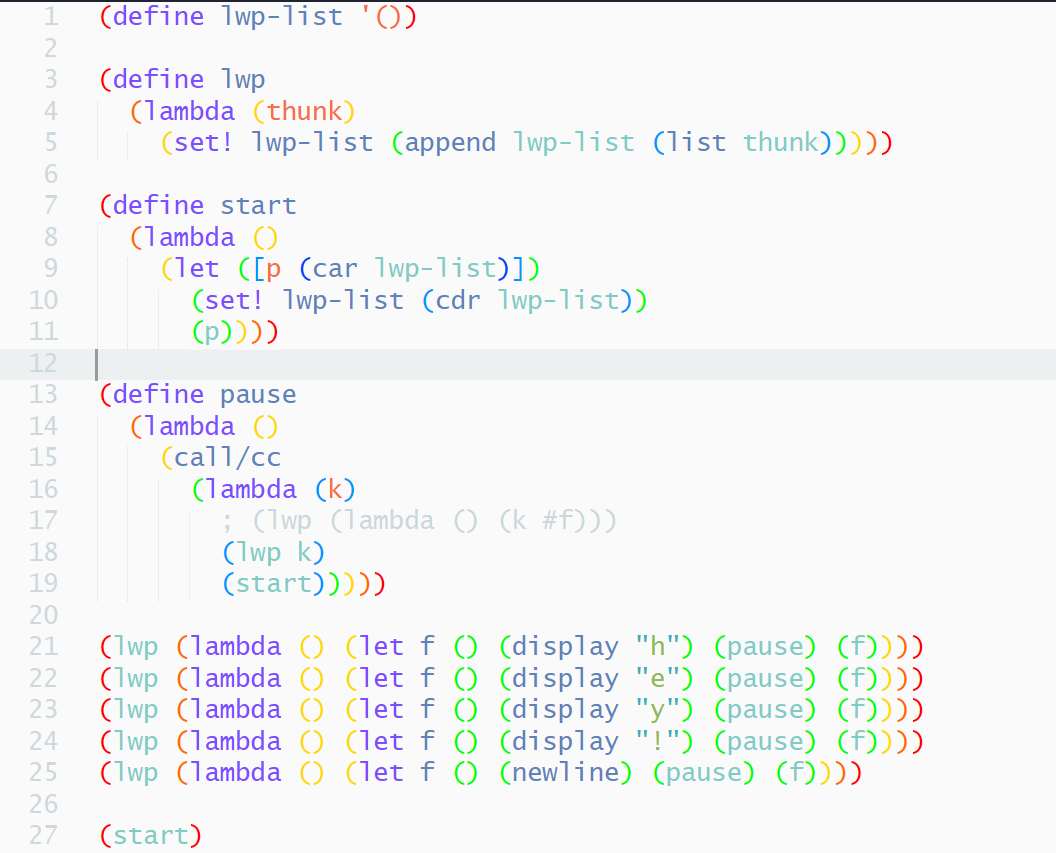 1 (define lwp-list '())
2
3 (define lwp
4   (lambda (thunk)
5     (set! lwp-list (append lwp-list (list thunk)))))
6
7 (define start
8   (lambda ()
9     (let ([p (car lwp-list)])
10       (set! lwp-list (cdr lwp-list))
11       (p))))
12
13 (define pause
14   (lambda ()
15     (call/cc
16       (lambda (k)
17         ; (lwp (lambda () (k #f)))
18         (lwp k)
19         (start)))))
20
21 (lwp (lambda () (let f () (display "h") (pause) (f))))
22 (lwp (lambda () (let f () (display "e") (pause) (f))))
23 (lwp (lambda () (let f () (display "y") (pause) (f))))
24 (lwp (lambda () (let f () (display "!") (pause) (f))))
25 (lwp (lambda () (let f () (newline) (pause) (f))))
26
27 (start)